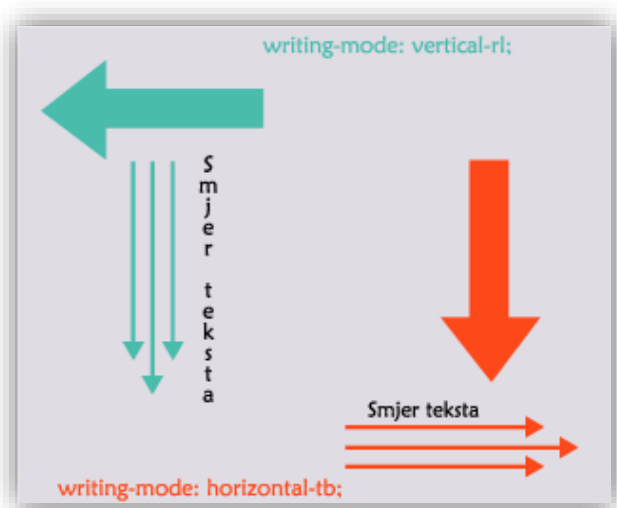 writing-mode: vertical-rl;
Smjer teksta
Smjer teksta
writing-mode: horizontal-tb;